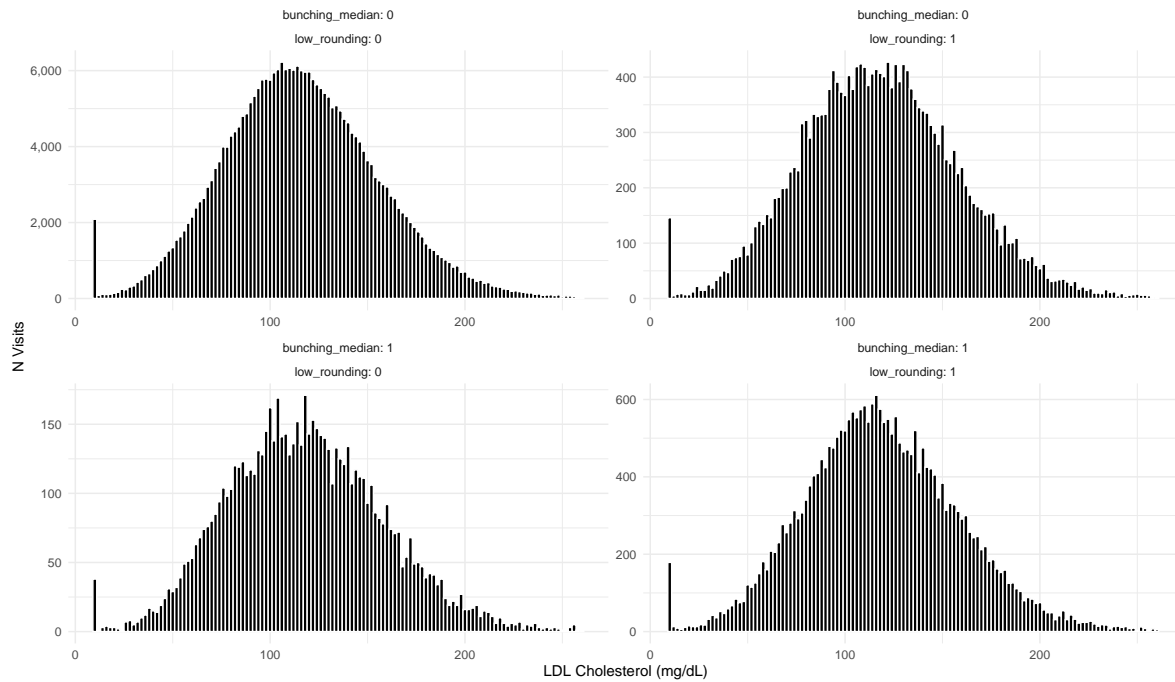 bunching_median: 0
low_rounding: 0
6,000
4,000
2,000
0
0
100
200
bunching_median: 0
low_rounding: 1
400
300
200
100
0
0
100
200
bunching_median: 1
low_rounding: 0
150
100
50
0
0
100
200
bunching_median: 1
low_rounding: 1
600
400
200
0
0
100
200
N Visits
LDL Cholesterol (mg/dL)